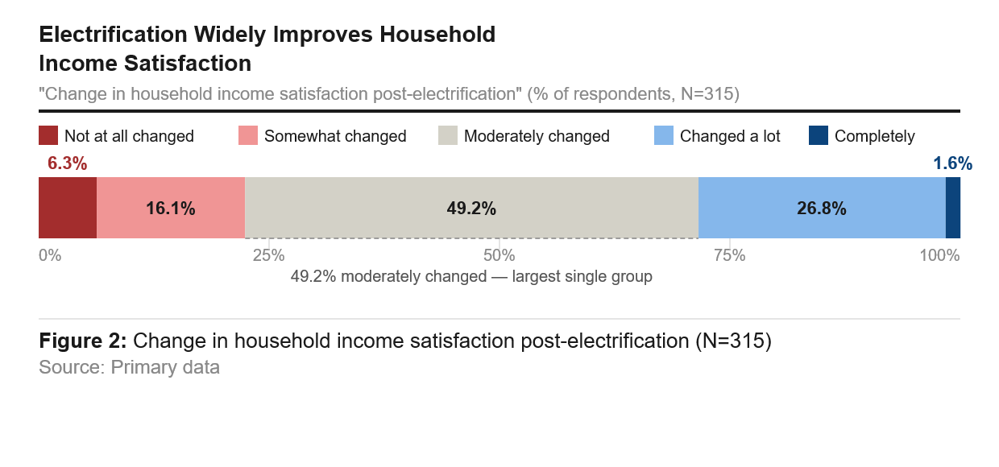 Electrification Widely Improves Household
Income Satisfaction
"Change in household income satisfaction post-electrification" (% of respondents, N=315)
Not at all changed Somewhat changed Moderately changed Changed a lot Completely
6.3% 1.6%
16.1% 49.2% 26.8%
0% 25% 50% 75% 100%
49.2% moderately changed — largest single group
Figure 2: Change in household income satisfaction post-electrification (N=315)
Source: Primary data